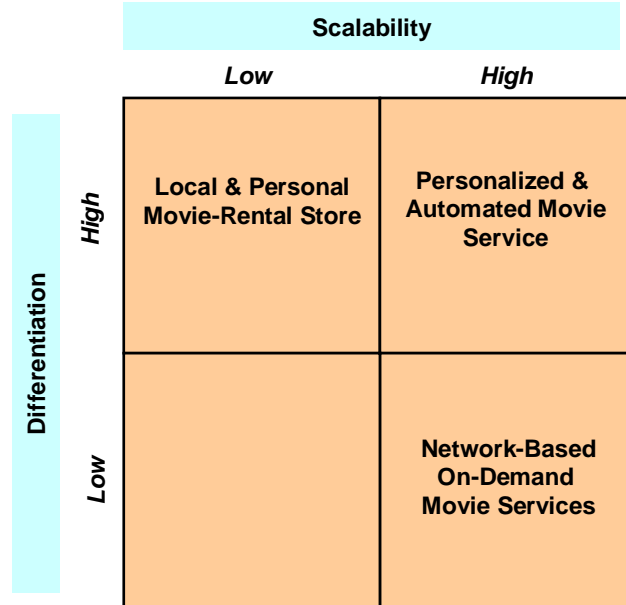 Scalability
Low
High
Differentiation
High
Low
Local & Personal
Movie-Rental Store
Personalized &
Automated Movie
Service
Network-Based
On-Demand
Movie Services